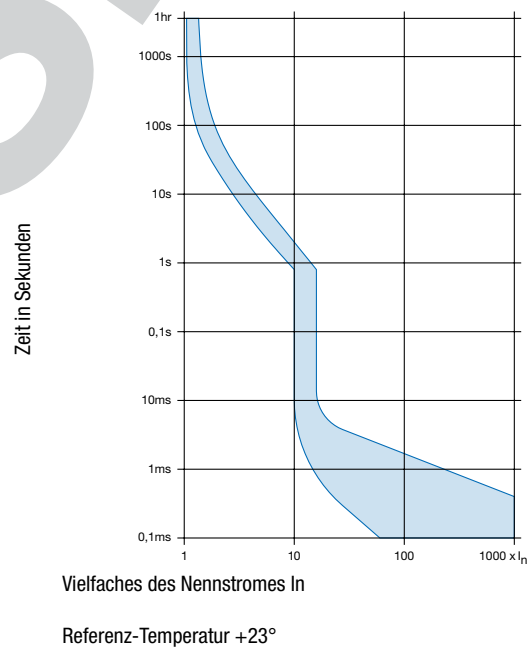 1hr
1000s
100s
10s
1s
0,1s
10ms
1ms
0,1ms
Zeit in Sekunden
1 10 100 1000 x In
Vielfaches des Nennstromes In
Referenz-Temperatur +23°